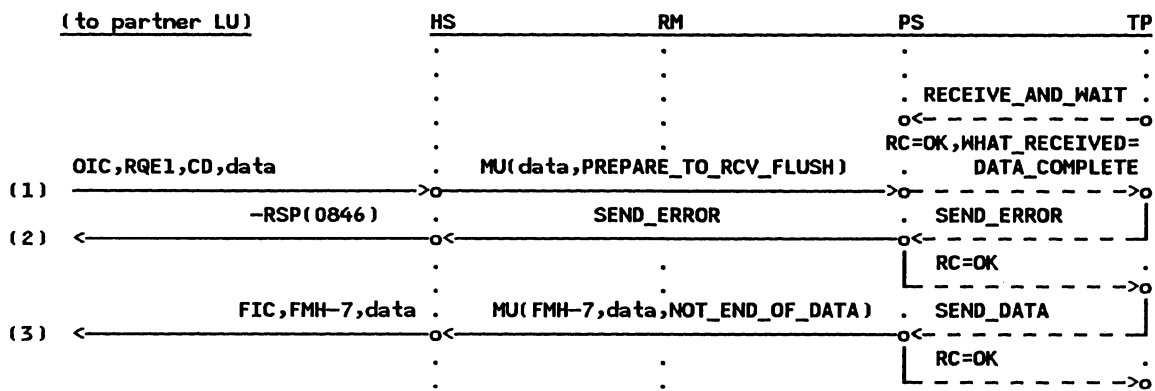 (to partner LU) HS RM PS TP
RECEIVE_AND_WAIT
RC=OK,WHAT_RECEIVED=
OIC,RQE1,CD,data MU(data,PREPARE_TO_RCV_FLUSH) DATA_COMPLETE
(1)
-RSP(0846) SEND_ERROR SEND_ERROR
(2)
RC=OK
FIC,FMH-7,data MU(FMH-7,data,NOT_END_OF_DATA) SEND_DATA
(3)
RC=OK